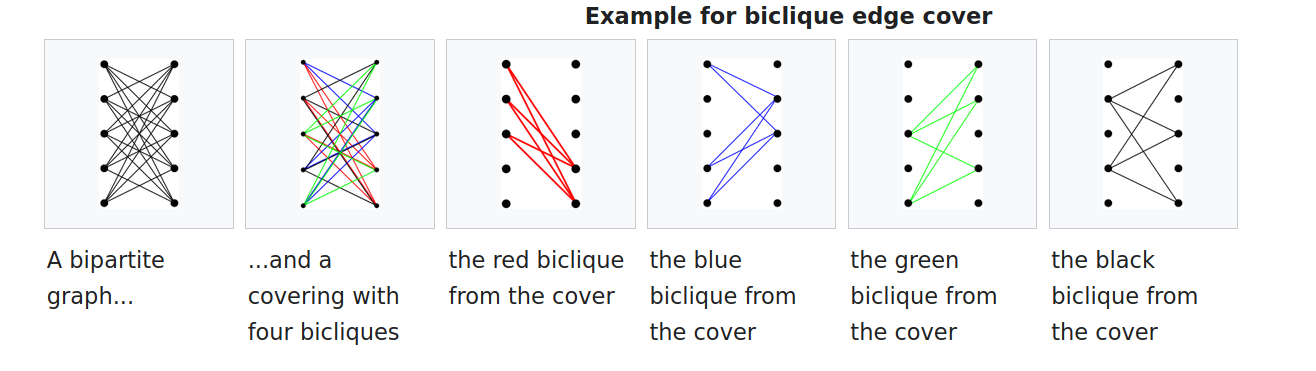 Example for biclique edge cover
A bipartite
graph...
...and a
covering with
four bicliques
the red biclique
from the cover
the blue
biclique from
the cover
the green
biclique from
the cover
the black
biclique from
the cover